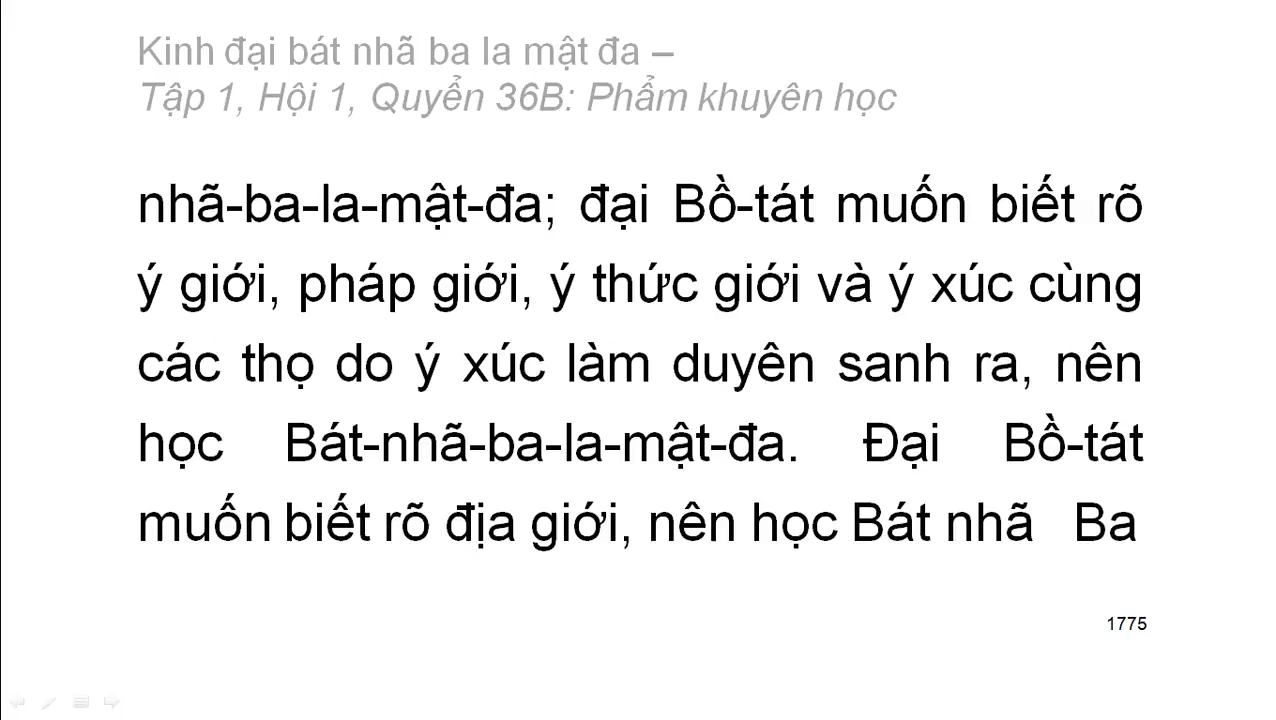 Kinh đại bát nhã ba la mật đa –
Tập 1, Hội 1, Quyển 36B: Phẩm khuyên học
nhã-ba-la-mật-đa; đại Bồ-tát muốn biết rõ
ý giới, pháp giới, ý thức giới và ý xúc cùng
các thọ do ý xúc làm duyên sanh ra, nên
học Bát-nhã-ba-la-mật-đa. Đại Bồ-tát
muốn biết rõ địa giới, nên học Bát nhã Ba
1775